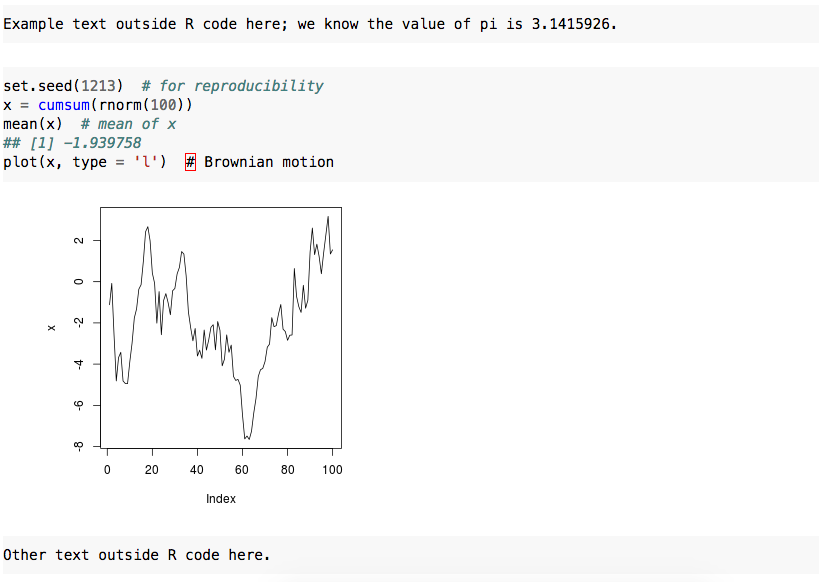 Example text outside R code here; we know the value of pi is 3.1415926.
set.seed(1213)  # for reproducibility
x = cumsum(rnorm(100))
mean(x)  # mean of x
## [1] -1.939758
plot(x, type = 'l')  # Brownian motion
2
0
-2
-4
-6
-8
x
0 20 40 60 80 100
Index
Other text outside R code here.